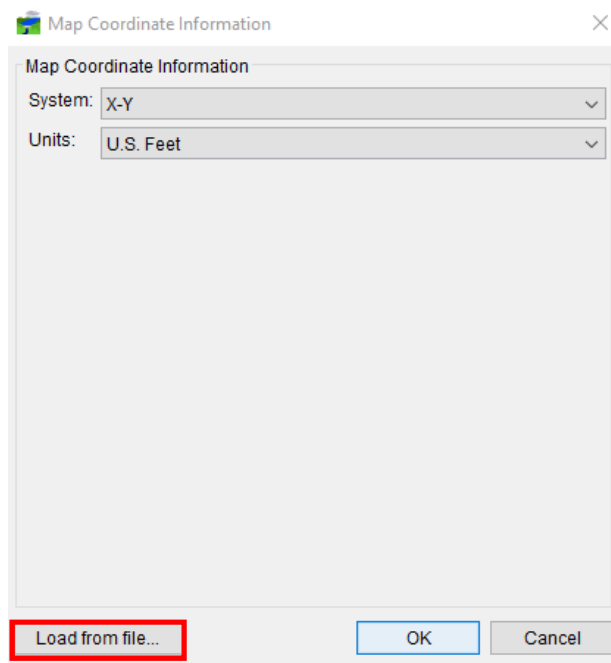 Map Coordinate Information
Map Coordinate Information
System: X-Y
Units: U.S. Feet
Load from file... OK Cancel